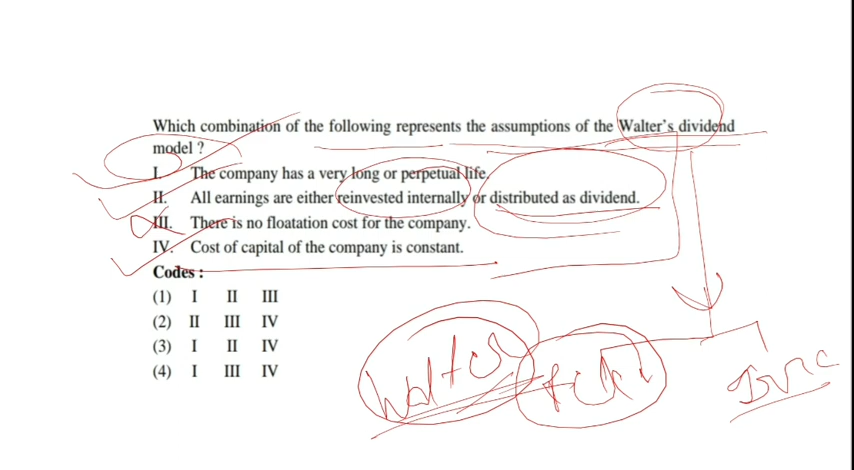 Which combination of the following represents the assumptions of the Walter's dividend
model ?
I. The company has a very long or perpetual life.
II. All earnings are either reinvested internally or distributed as dividend.
III. There is no floatation cost for the company.
IV. Cost of capital of the company is constant.
Codes :
(1) I II III
(2) II III IV
(3) I II IV
(4) I III IV
Walter